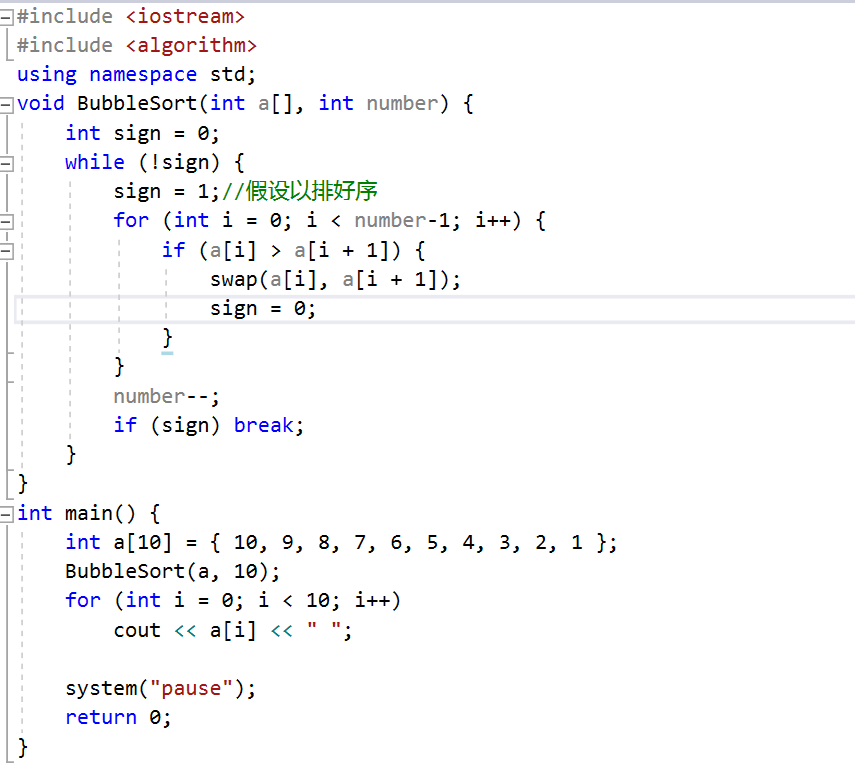 #include <iostream>
#include <algorithm>
using namespace std;
void BubbleSort(int a[], int number) {
    int sign = 0;
    while (!sign) {
        sign = 1;//假设以排好序
        for (int i = 0; i < number-1; i++) {
            if (a[i] > a[i + 1]) {
                swap(a[i], a[i + 1]);
                sign = 0;
            }
        }
        number--;
        if (sign) break;
    }
}
int main() {
    int a[10] = { 10, 9, 8, 7, 6, 5, 4, 3, 2, 1 };
    BubbleSort(a, 10);
    for (int i = 0; i < 10; i++)
        cout << a[i] << " ";

    system("pause");
    return 0;
}